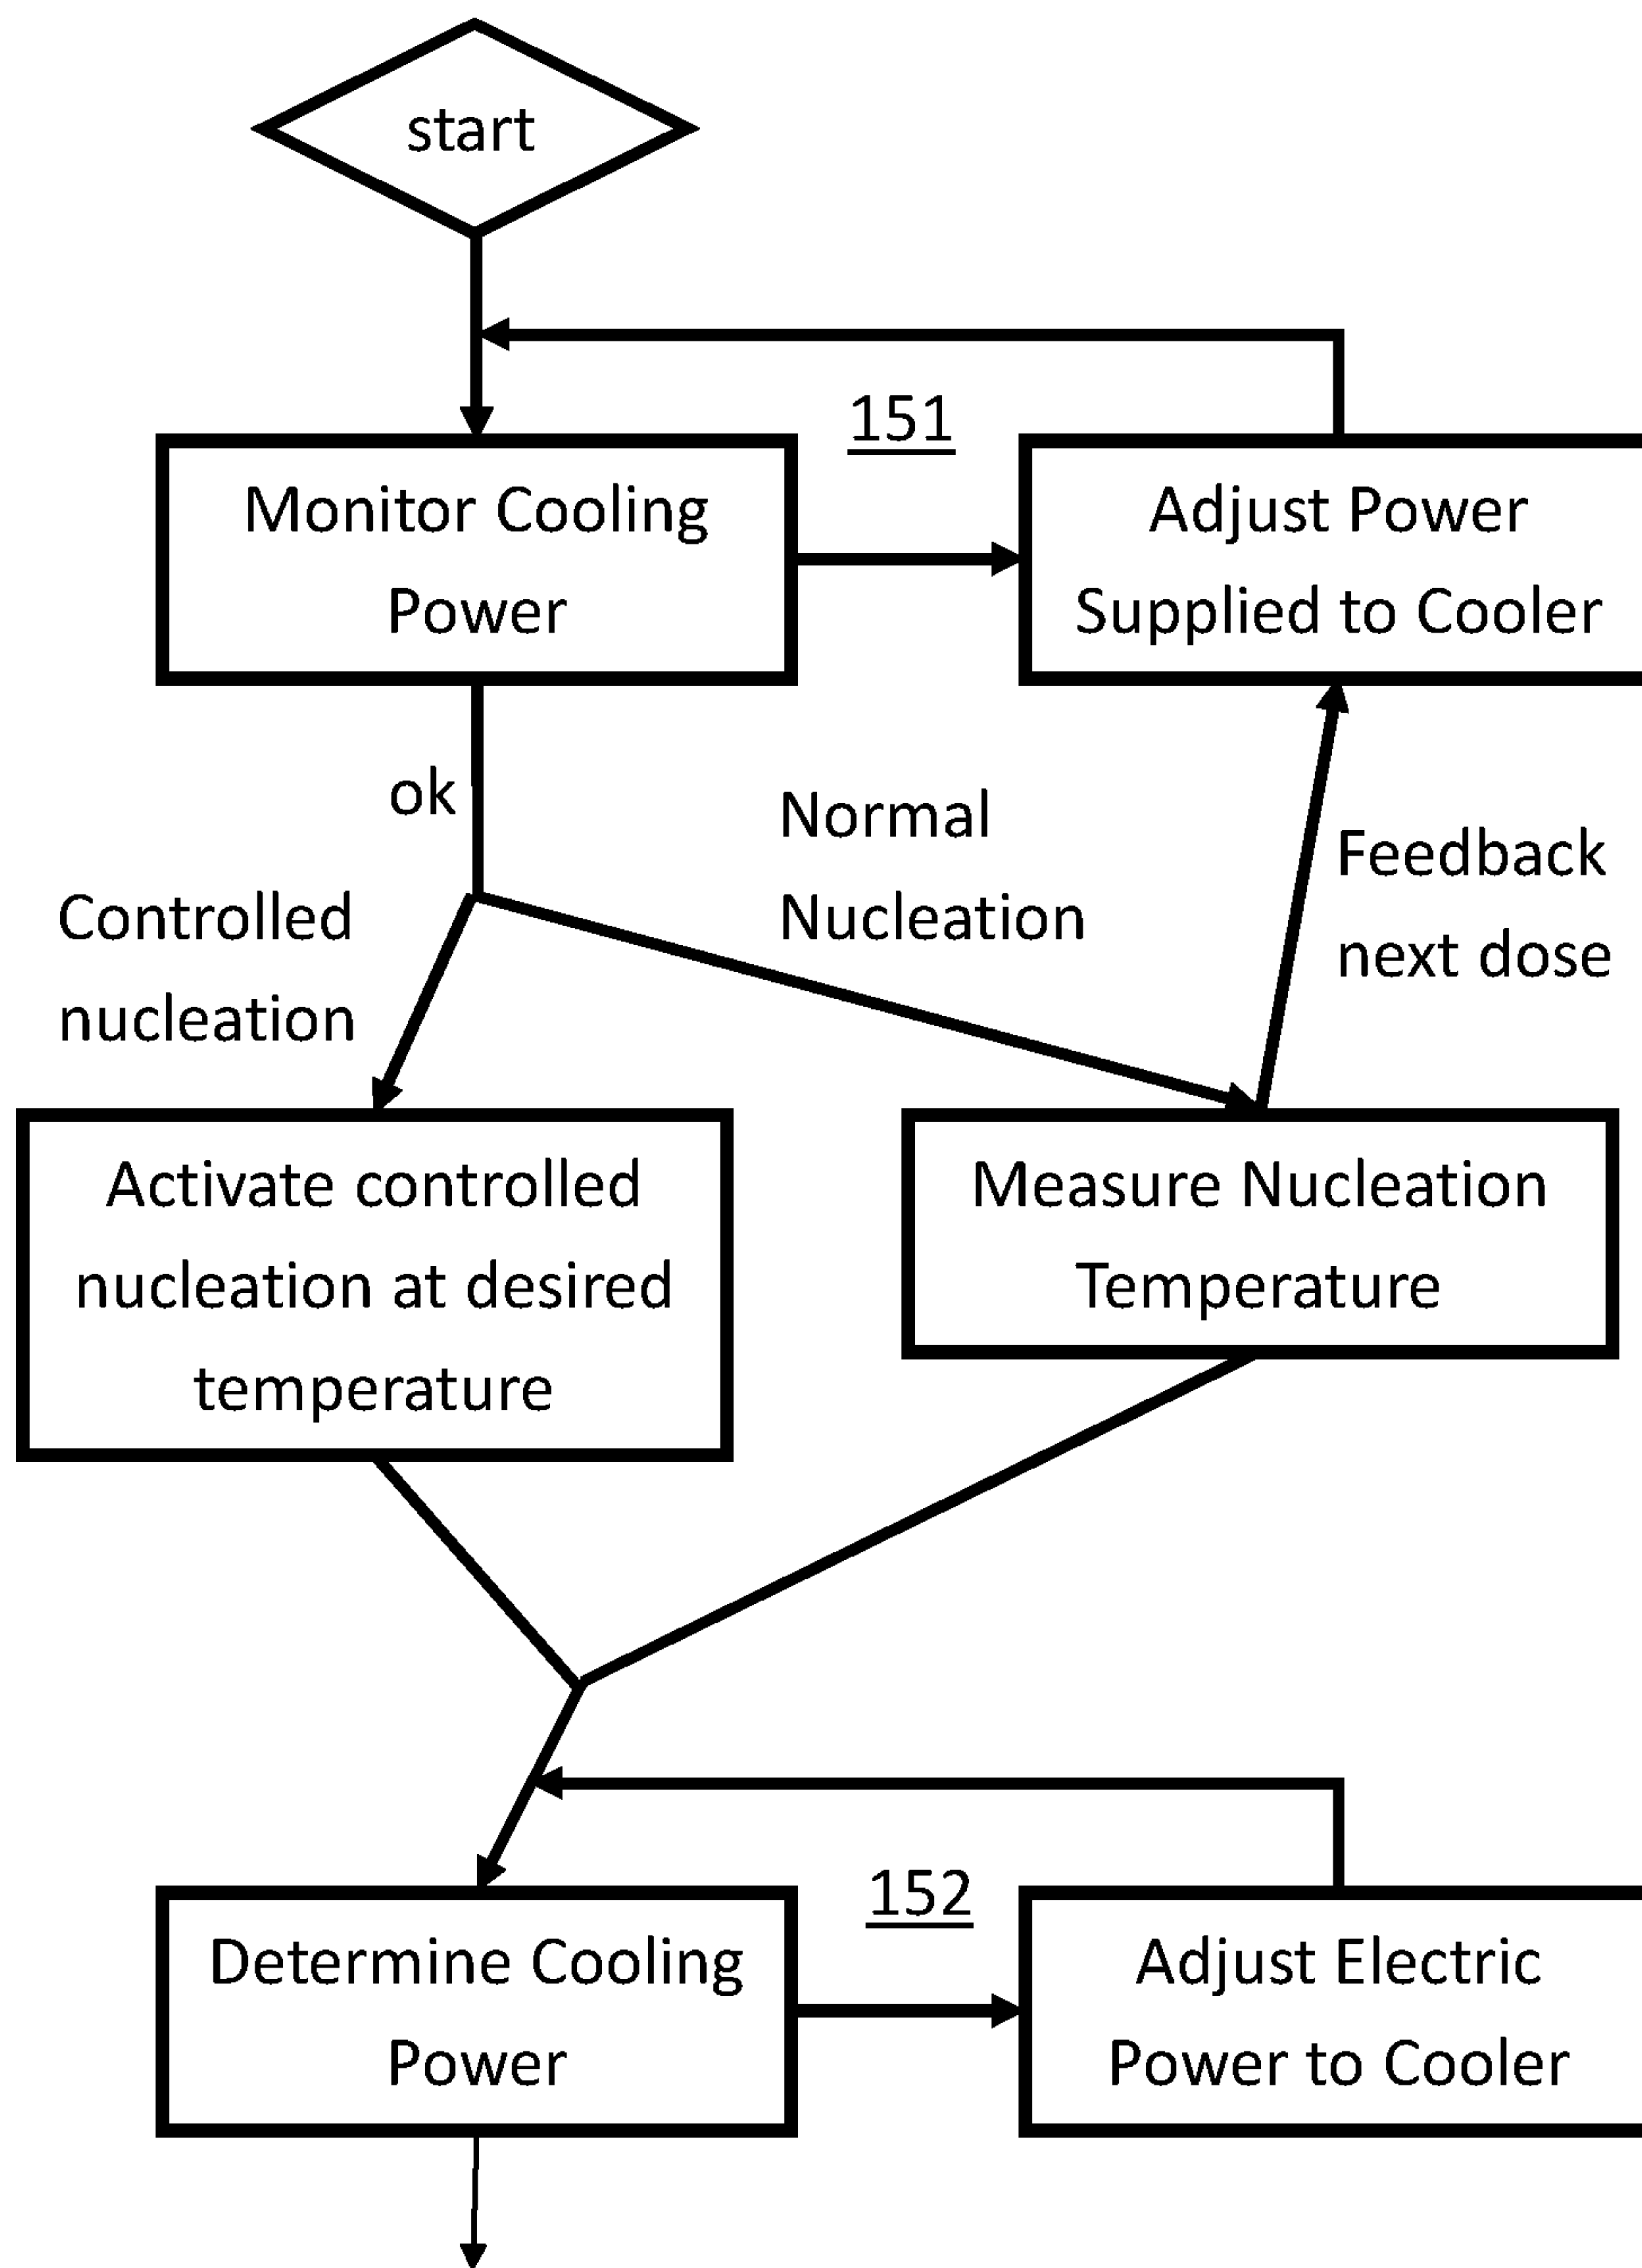 start
151
Monitor Cooling
Power
Adjust Power
Supplied to Cooler
ok
Normal
Nucleation
Feedback
next dose
Controlled
nucleation
Activate controlled
nucleation at desired
temperature
Measure Nucleation
Temperature
152
Determine Cooling
Power
Adjust Electric
Power to Cooler